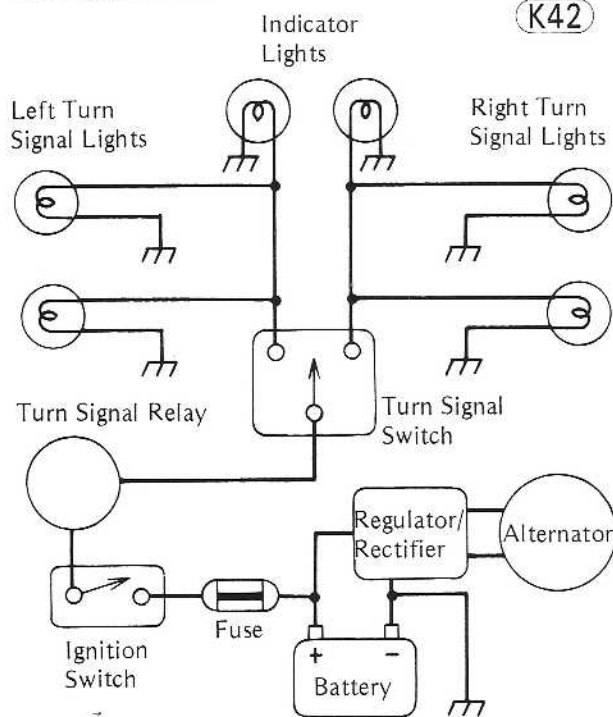 K42
Indicator
Lights
Left Turn
Signal Lights
Right Turn
Signal Lights
Turn Signal Relay
Turn Signal
Switch
Regulator/
Rectifier
Alternator
Fuse
Ignition
Switch
+ −
Battery